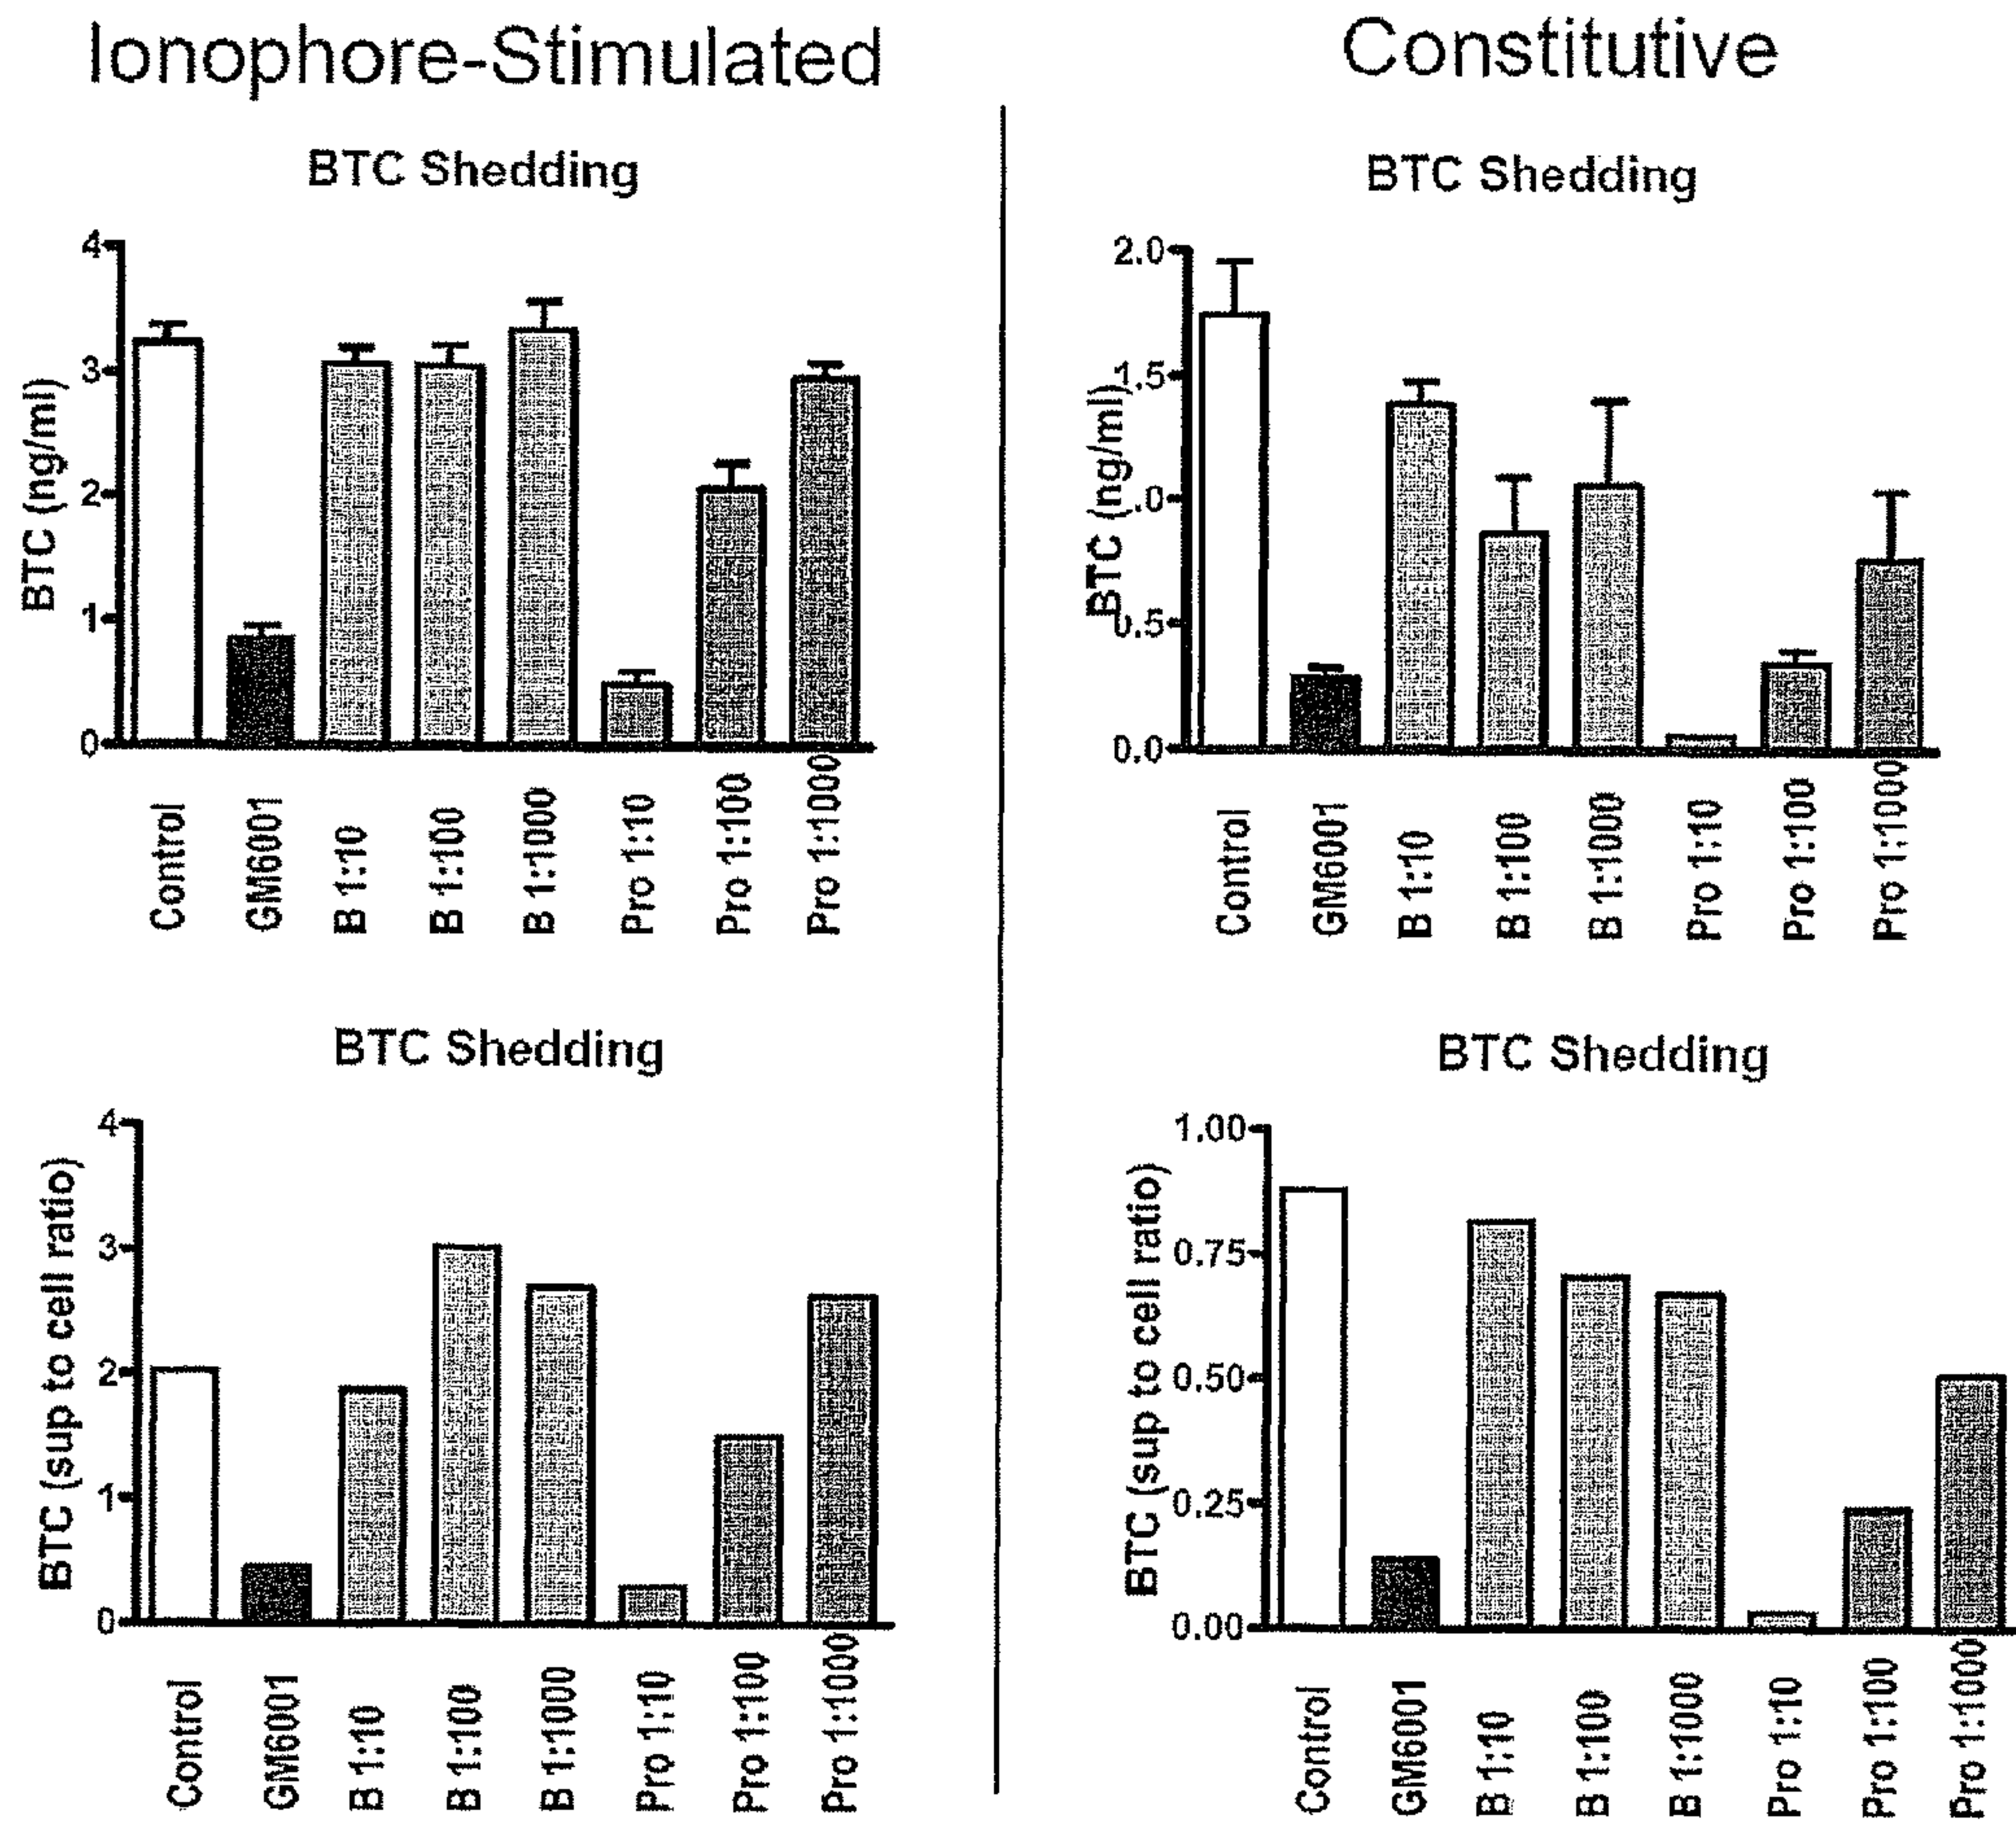 Ionophore-Stimulated
BTC Shedding
BTC (ng/ml)
4
3
2
1
0
Control
GM6001
B 1:10
B 1:100
B 1:1000
Pro 1:10
Pro 1:100
Pro 1:1000
BTC Shedding
BTC (sup to cell ratio)
4
3
2
1
0
Control
GM6001
B 1:10
B 1:100
B 1:1000
Pro 1:10
Pro 1:100
Pro 1:1000
Constitutive
BTC Shedding
BTC (ng/ml)
2.0
1.5
.0
0.5
0.0
Control
GM6001
B 1:10
B 1:100
B 1:1000
Pro 1:10
Pro 1:100
Pro 1:1000
BTC Shedding
BTC (sup to cell ratio)
1.00
0.75
0.50
0.25
0.00
Control
GM6001
B 1:10
B 1:100
B 1:1000
Pro 1:10
Pro 1:100
Pro 1:1000